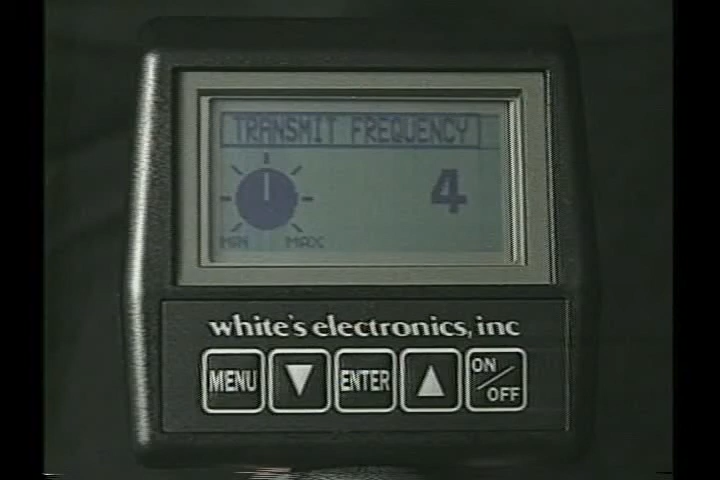 TRANSMIT FREQUENCY
4
MIN MAX
white's electronics, inc
MENU ▼ ENTER ▲ ON/OFF